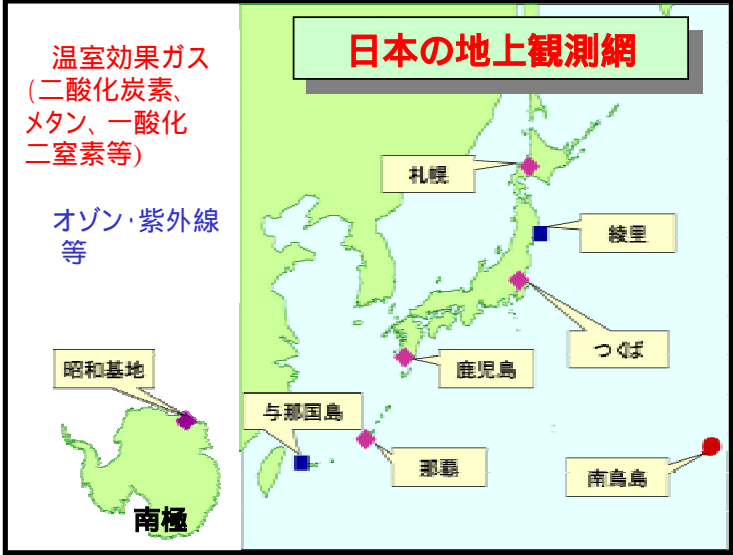 日本の地上観測網
温室効果ガス
(二酸化炭素、
メタン、一酸化
二窒素等)
オゾン・紫外線
等
札幌
綾里
つくば
鹿児島
昭和基地
与那国島
那覇
南鳥島
南極